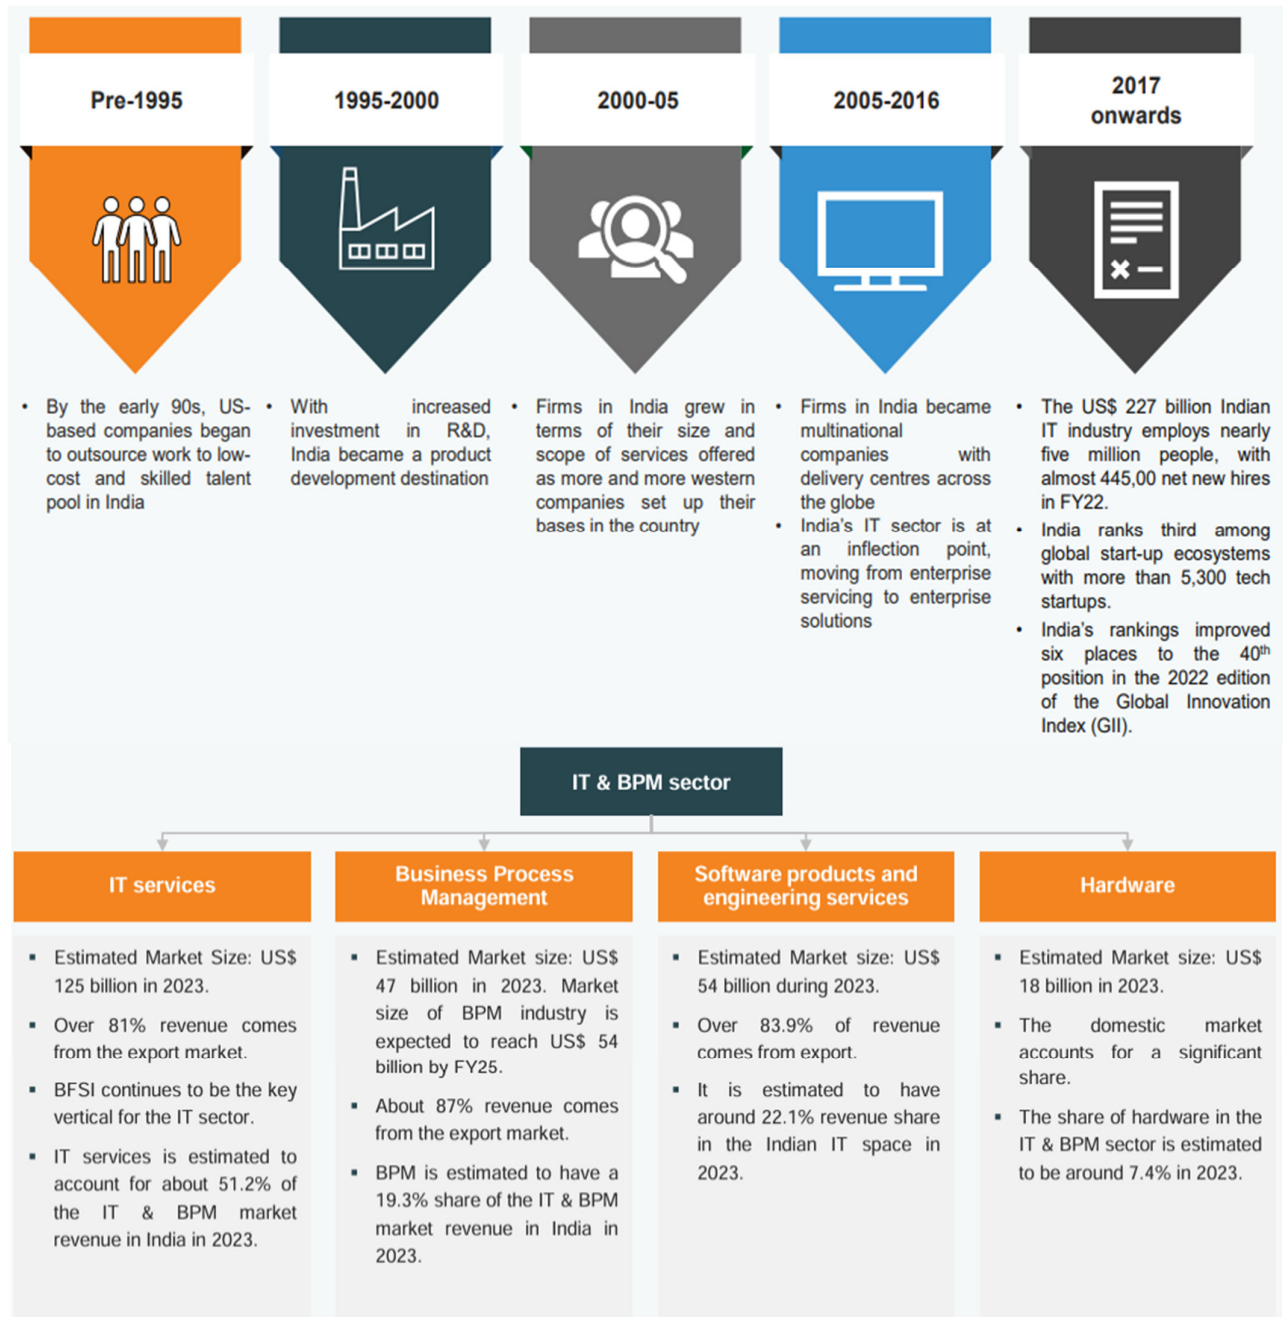 Pre-1995
1995-2000
2000-05
2005-2016
2017
onwards
• By the early 90s, US-
based companies began
to outsource work to low-
cost and skilled talent
pool in India
• With increased
investment in R&D,
India became a product
development destination
• Firms in India grew in
terms of their size and
scope of services offered
as more and more western
companies set up their
bases in the country
• Firms in India became
multinational
companies with
delivery centres across
the globe
• India's IT sector is at
an inflection point,
moving from enterprise
servicing to enterprise
solutions
• The US$ 227 billion Indian
IT industry employs nearly
five million people, with
almost 445,00 net new hires
in FY22.
• India ranks third among
global start-up ecosystems
with more than 5,300 tech
startups.
• India's rankings improved
six places to the 40th
position in the 2022 edition
of the Global Innovation
Index (GII).
IT & BPM sector
IT services
▪ Estimated Market Size: US$
125 billion in 2023.
▪ Over 81% revenue comes
from the export market.
▪ BFSI continues to be the key
vertical for the IT sector.
▪ IT services is estimated to
account for about 51.2% of
the IT & BPM market
revenue in India in 2023.
Business Process
Management
▪ Estimated Market size: US$
47 billion in 2023. Market
size of BPM industry is
expected to reach US$ 54
billion by FY25.
▪ About 87% revenue comes
from the export market.
▪ BPM is estimated to have a
19.3% share of the IT & BPM
market revenue in India in
2023.
Software products and
engineering services
▪ Estimated Market size: US$
54 billion during 2023.
▪ Over 83.9% of revenue
comes from export.
▪ It is estimated to have
around 22.1% revenue share
in the Indian IT space in
2023.
Hardware
▪ Estimated Market size: US$
18 billion in 2023.
▪ The domestic market
accounts for a significant
share.
▪ The share of hardware in the
IT & BPM sector is estimated
to be around 7.4% in 2023.